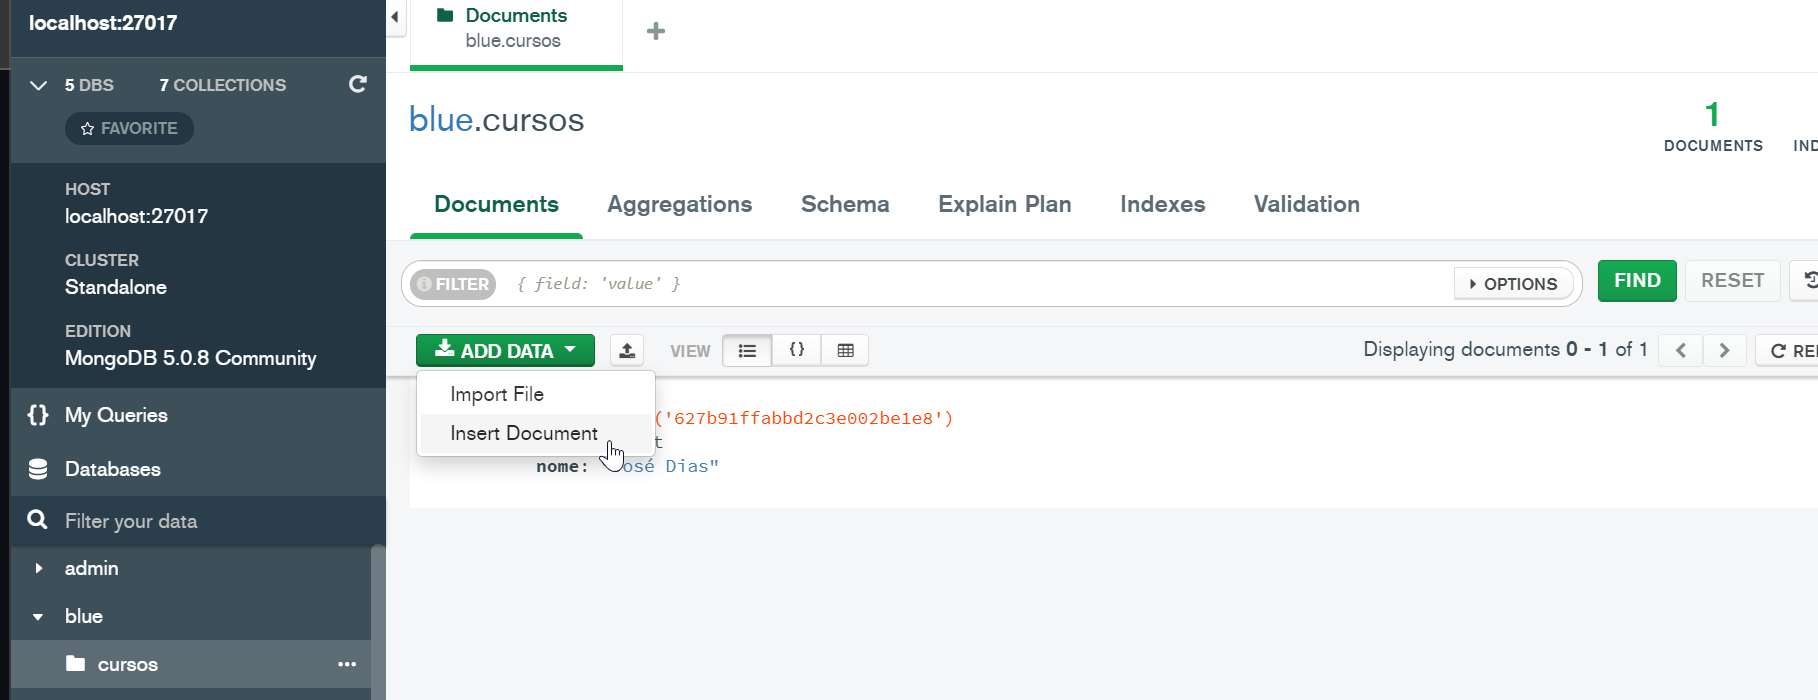 localhost:27017
5 DBS 7 COLLECTIONS
FAVORITE
HOST
localhost:27017
CLUSTER
Standalone
EDITION
MongoDB 5.0.8 Community
{} My Queries
Databases
Filter your data
admin
blue
cursos ...
Documents
blue.cursos
+
blue.cursos
1
DOCUMENTS IND
Documents Aggregations Schema Explain Plan Indexes Validation
FILTER { field: 'value' } OPTIONS FIND RESET
ADD DATA VIEW {} Displaying documents 0 - 1 of 1 < > RE
Import File
Insert Document
('627b91ffabbd2c3e002be1e8')
t
nome: osé Dias"